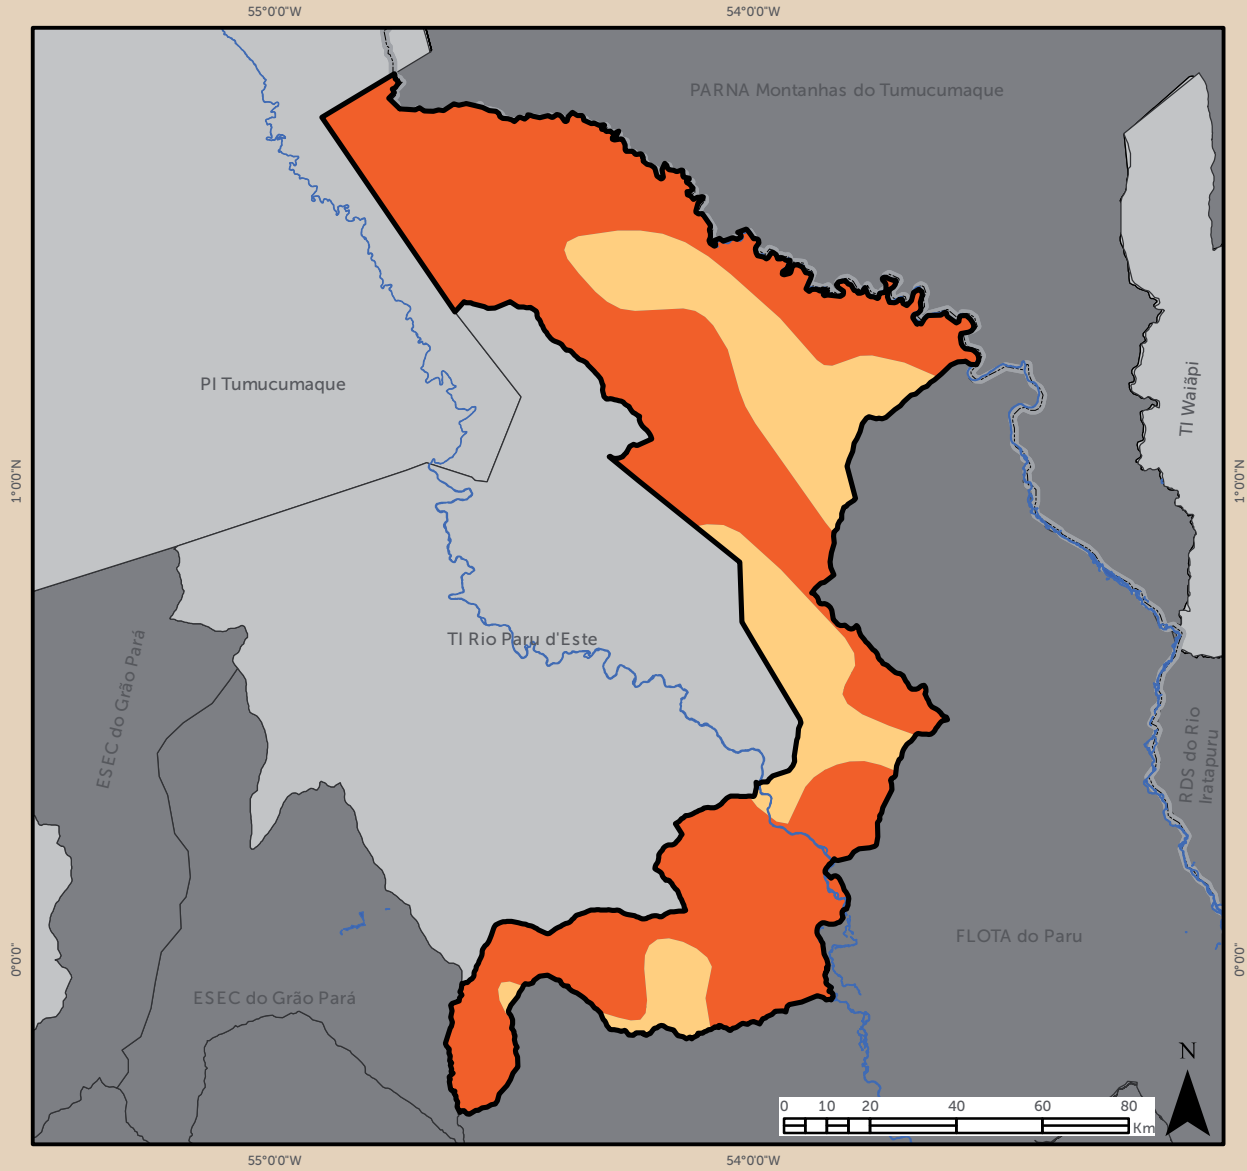 55°0'0"W
54°0'0"W
PARNA Montanhas do Tumucumaque
PI Tumucumaque
TI Waiãpi
1°0'0"N
1°0'0"N
TI Rio Paru d'Este
ESEC do Grão Pará
RDS do Rio
Iratapuru
FLOTA do Paru
0°0'0"
0°0'0"
ESEC do Grão Pará
N
0 10 20 40 60 80
Km
55°0'0"W
54°0'0"W